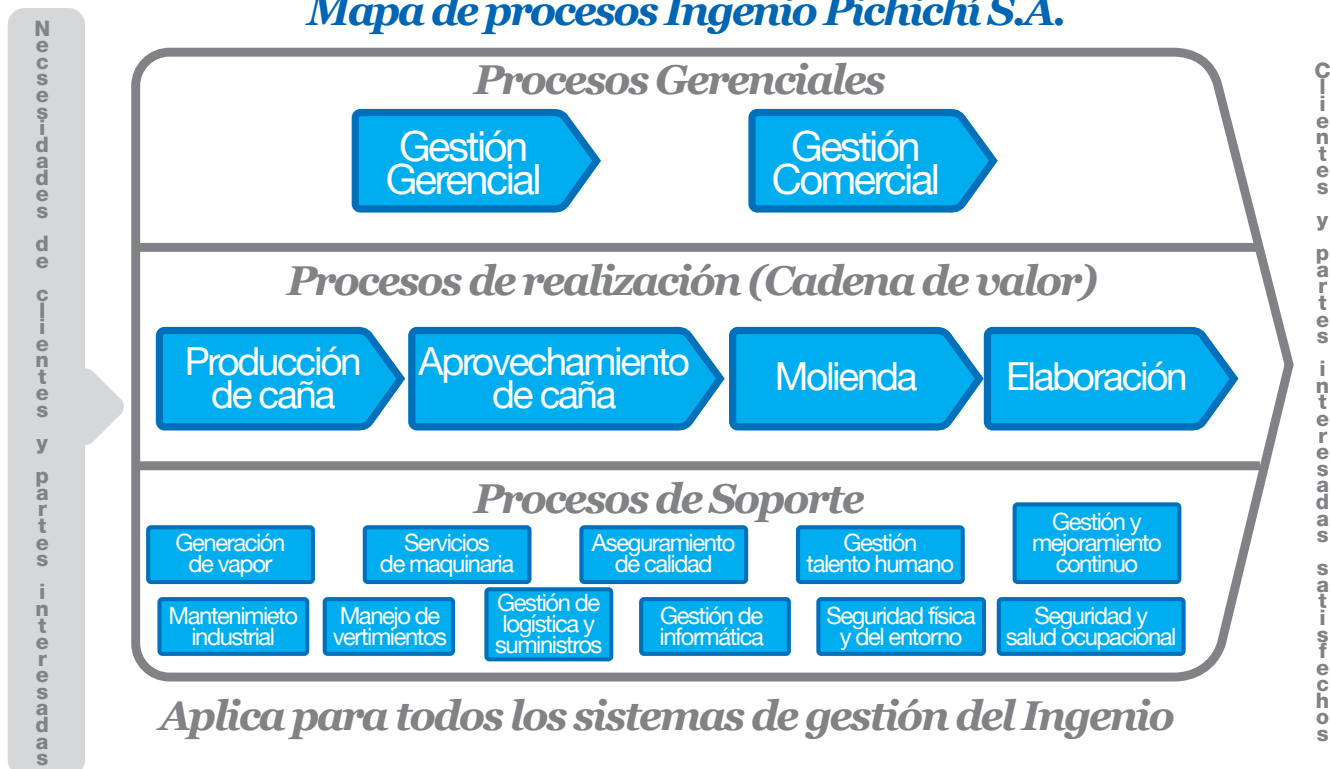 Mapa de procesos Ingenio Pichichí S.A.
Necsesidades de clientes y partes interesadas
Procesos Gerenciales
Gestión
Gerencial
Gestión
Comercial
Procesos de realización (Cadena de valor)
Producción
de caña
Aprovechamiento
de caña
Molienda
Elaboración
Procesos de Soporte
Generación
de vapor
Servicios
de maquinaria
Aseguramiento
de calidad
Gestión
talento humano
Gestión y
mejoramiento
continuo
Mantenimieto
industrial
Manejo de
vertimientos
Gestión de
logística y
suministros
Gestión de
informática
Seguridad física
y del entorno
Seguridad y
salud ocupacional
Aplica para todos los sistemas de gestión del Ingenio
Clientes y partes interesadas satisfechos